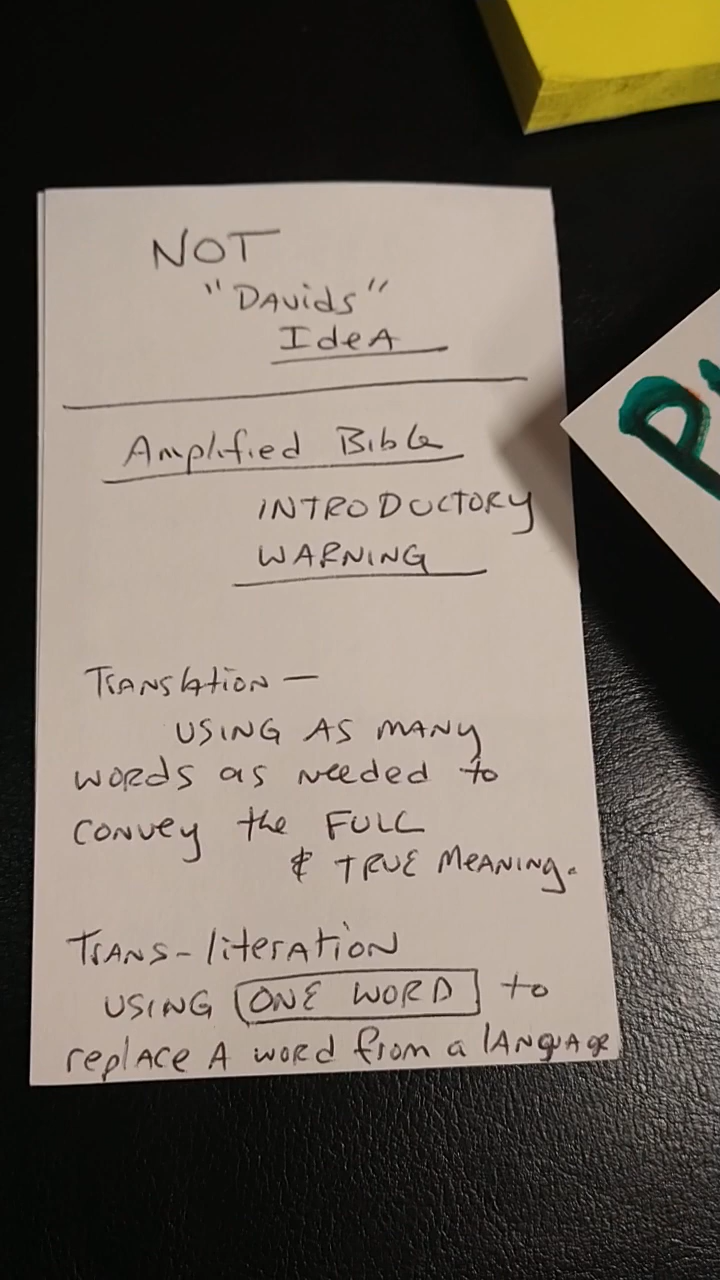 NOT
"DAvids"
IdeA
Amplified Bible
INTRODUCTORY
WARNING
TRANSlAtion —
USING AS MANY
words as needed to
convey the FULL
& TRUE MeANiNg.
TRANS-literATiON
USING ONE WORD to
replACE A word from a lANguAge